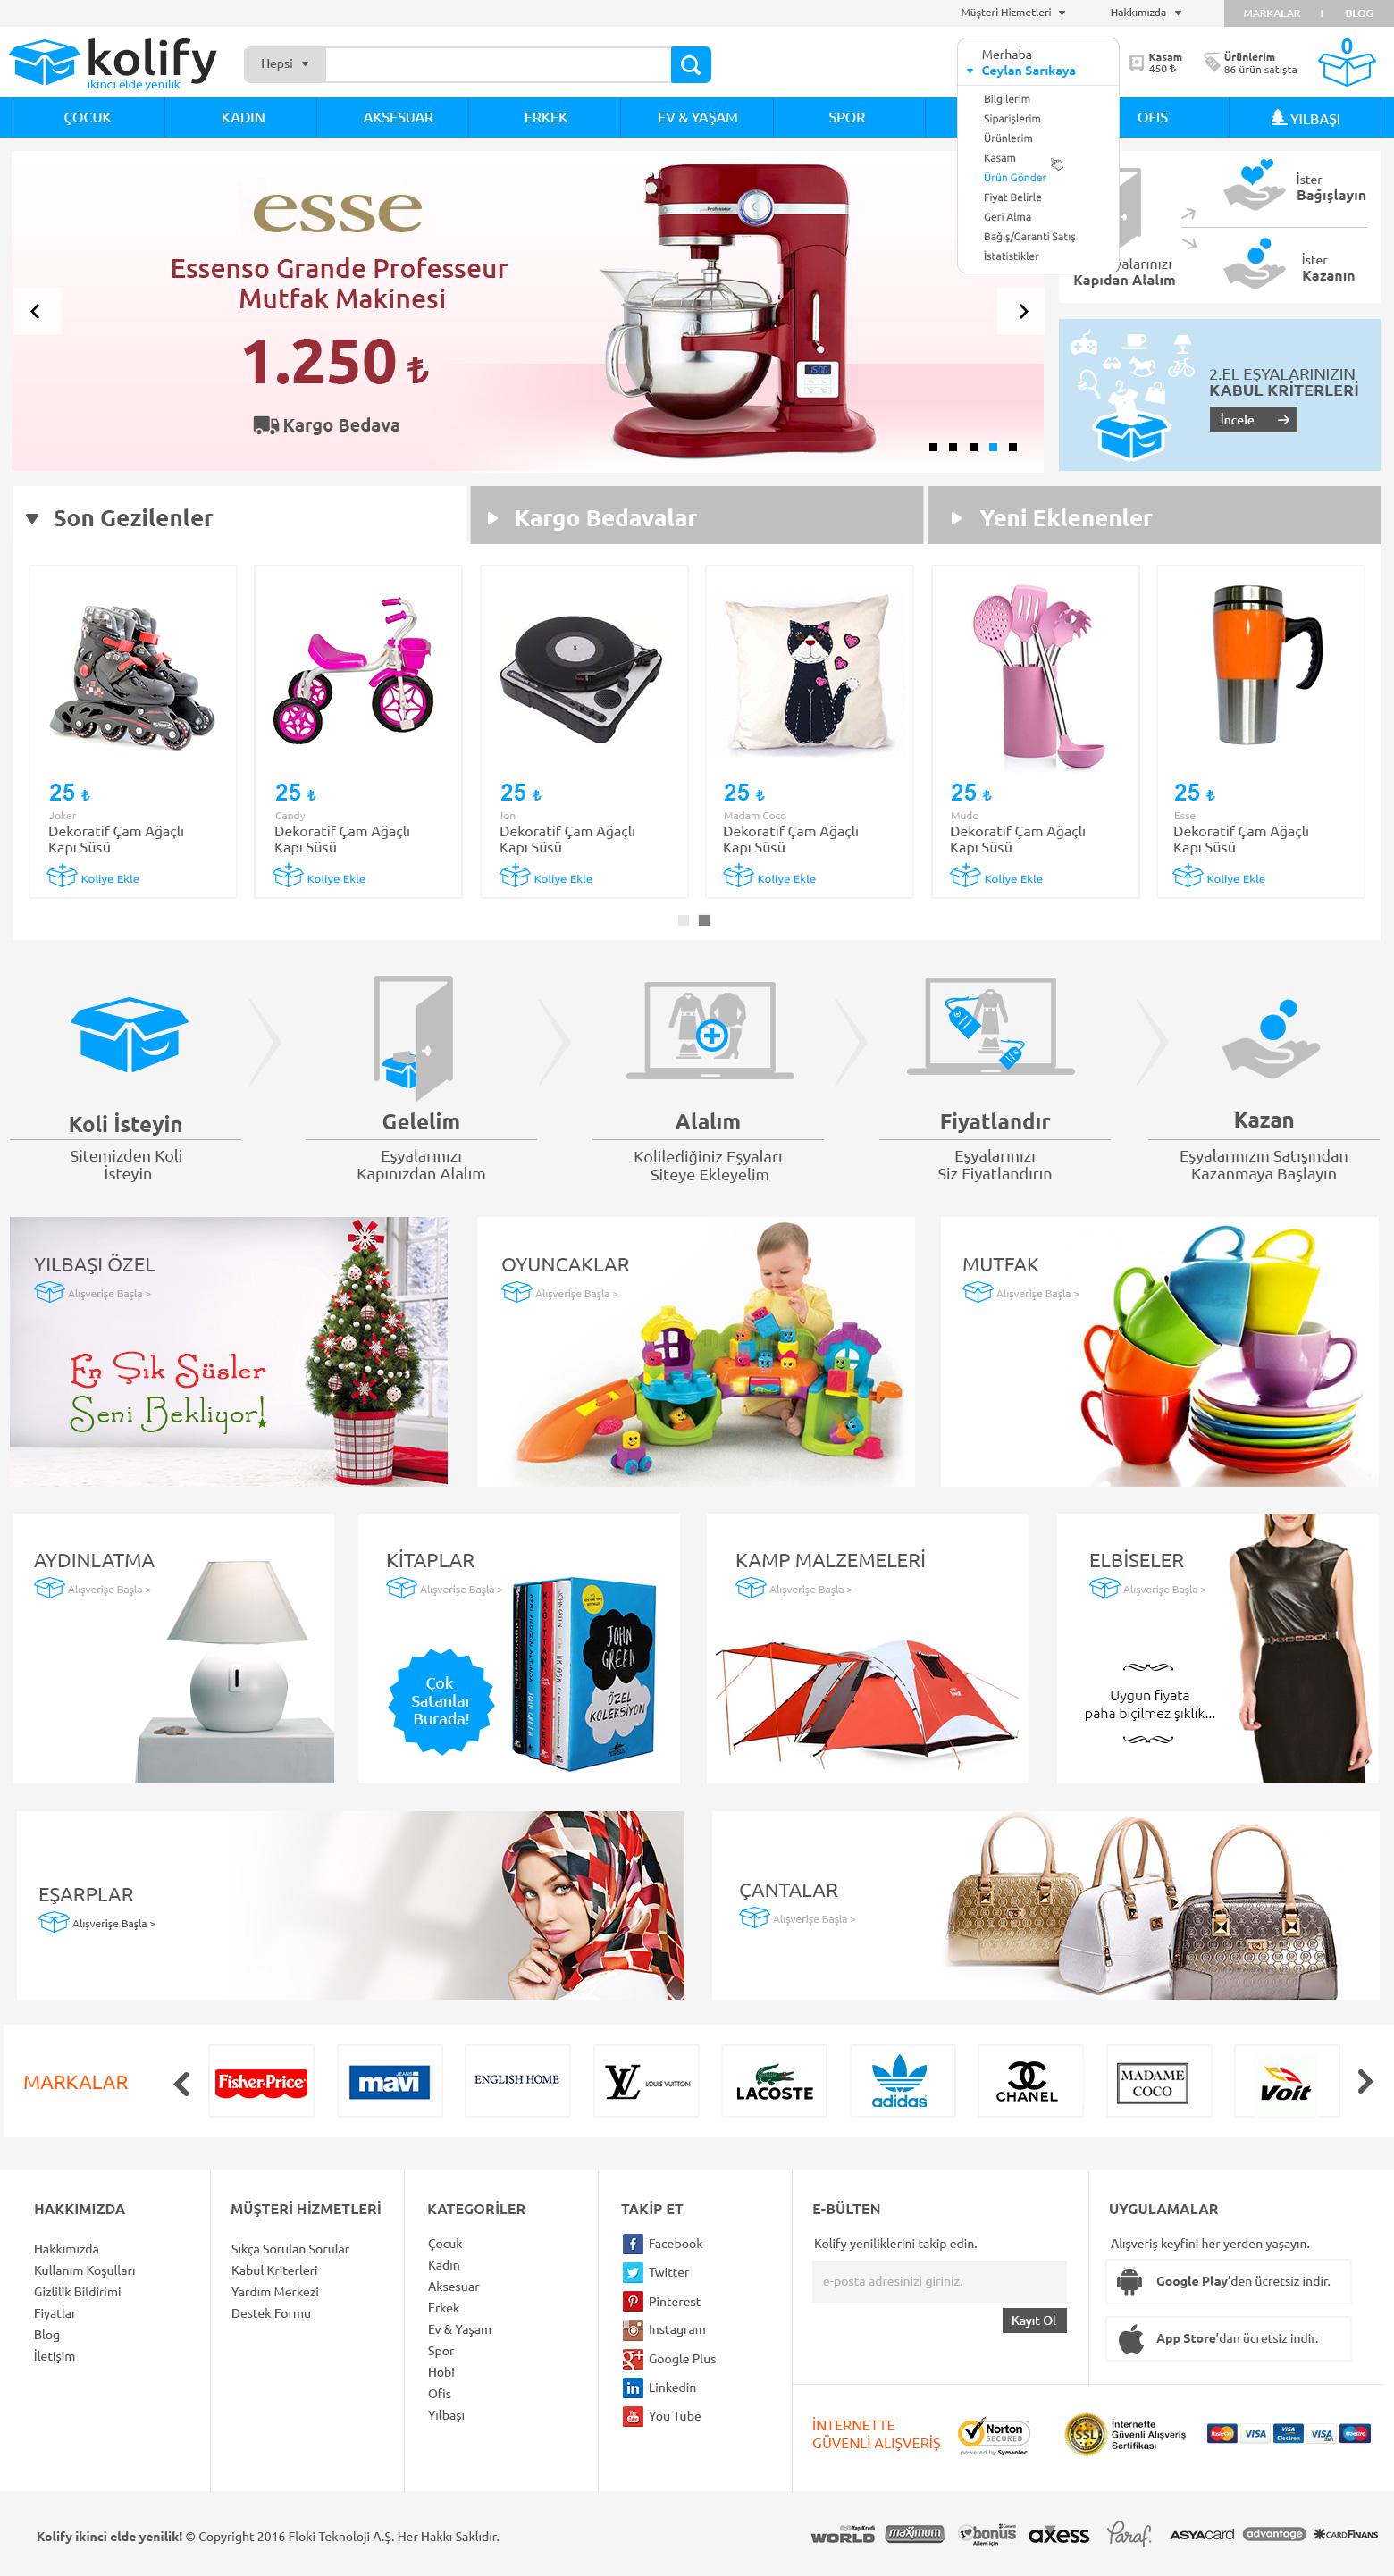 Müşteri Hizmetleri
Hakkımızda
MARKALAR I BLOG
kolify
ikinci elde yenilik
Hepsi
Merhaba
Ceylan Sarıkaya
Kasam
450 ₺
Ürünlerim
86 ürün satışta
0
ÇOCUK
KADIN
AKSESUAR
ERKEK
EV & YAŞAM
SPOR
OFIS
YILBAŞI
Bilgilerim
Siparişlerim
Ürünlerim
Kasam
Ürün Gönder
Fiyat Belirle
Geri Alma
Bağış/Garanti Satış
İstatistikler
esse
Essenso Grande Professeur
Mutfak Makinesi
1.250 ₺
Kargo Bedava
Professeur
1500
yalarınızı
Kapıdan Alalım
İster
Bağışlayın
İster
Kazanın
2.EL EŞYALARINIZIN
KABUL KRİTERLERİ
İncele
Son Gezilenler
Kargo Bedavalar
Yeni Eklenenler
25 ₺
Joker
Dekoratif Çam Ağaçlı
Kapı Süsü
Koliye Ekle
25 ₺
Candy
Dekoratif Çam Ağaçlı
Kapı Süsü
Koliye Ekle
25 ₺
Ion
Dekoratif Çam Ağaçlı
Kapı Süsü
Koliye Ekle
25 ₺
Madam Coco
Dekoratif Çam Ağaçlı
Kapı Süsü
Koliye Ekle
25 ₺
Mudo
Dekoratif Çam Ağaçlı
Kapı Süsü
Koliye Ekle
25 ₺
Esse
Dekoratif Çam Ağaçlı
Kapı Süsü
Koliye Ekle
Koli İsteyin
Sitemizden Koli
İsteyin
Gelelim
Eşyalarınızı
Kapınızdan Alalım
Alalım
Kolilediğiniz Eşyaları
Siteye Ekleyelim
Fiyatlandır
Eşyalarınızı
Siz Fiyatlandırın
Kazan
Eşyalarınızın Satışından
Kazanmaya Başlayın
YILBAŞI ÖZEL
Alışverişe Başla >
En Şık Süsler
Seni Bekliyor!
OYUNCAKLAR
Alışverişe Başla >
MUTFAK
Alışverişe Başla >
AYDINLATMA
Alışverişe Başla >
KİTAPLAR
Alışverişe Başla >
Çok
Satanlar
Burada!
JOHN
GREEN
ÖZEL
KOLEKSİYON
KAĞITTAN KENTLER
KAMP MALZEMELERİ
Alışverişe Başla >
ELBİSELER
Alışverişe Başla >
Uygun fiyata
paha biçilmez şıklık...
EŞARPLAR
Alışverişe Başla >
ÇANTALAR
Alışverişe Başla >
MARKALAR
Fisher-Price
mavi
JEANS
ENGLISH HOME
LV
LOUIS VUITTON
LACOSTE
adidas
CHANEL
MADAME
COCO
Voit
HAKKIMIZDA
Hakkımızda
Kullanım Koşulları
Gizlilik Bildirimi
Fiyatlar
Blog
İletişim
MÜŞTERİ HİZMETLERİ
Sıkça Sorulan Sorular
Kabul Kriterleri
Yardım Merkezi
Destek Formu
KATEGORİLER
Çocuk
Kadın
Aksesuar
Erkek
Ev & Yaşam
Spor
Hobi
Ofis
Yılbaşı
TAKİP ET
Facebook
Twitter
Pinterest
Instagram
Google Plus
Linkedin
You Tube
E-BÜLTEN
Kolify yeniliklerini takip edin.
e-posta adresinizi giriniz.
Kayıt Ol
UYGULAMALAR
Alışveriş keyfini her yerden yaşayın.
Google Play'den ücretsiz indir.
App Store'dan ücretsiz indir.
İNTERNETTE
GÜVENLİ ALIŞVERİŞ
Norton
SECURED
powered by Symantec
SSL
İnternette
Güvenli Alışveriş
Sertifikası
MasterCard
VISA
VISA
Electron
VISA
Maestro
Kolify ikinci elde yenilik! © Copyright 2016 Floki Teknoloji A.Ş. Her Hakkı Saklıdır.
YapıKredi
WORLD
maximum
Garanti
bonus
Ailem için
axess
Paraf
ASYACARD
advantage
CARDFINANS